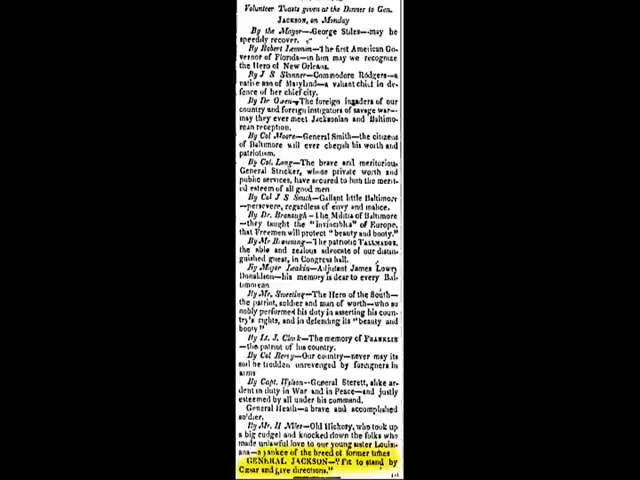 Volunteer Toasts given at the Dinner to Gen.
JACKSON, on Monday
By the Mayor—George Stiles—may be
speedily recover.
By Robert Lemmon—The first American Go-
vernor of Florida—in him may we recognize
the Hero of New Orleans.
By J S Skinner—Commodore Rodgers—a
native son of Maryland—a valiant chief in de-
fence of her chief city.
By Dr Owen—The foreign invaders of our
country and foreign instigators of savage war—
may they ever meet Jacksonian and Baltimo-
rean reception.
By Col Moore—General Smith—the citizens
of Baltimore will ever cherish his worth and
patriotism.
By Col. Long—The brave and meritorious
General Stricker, whose private worth and
public services, have secured to him the merit-
ed esteem of all good men
By Col J S Smith—Gallant little Baltimore
—persevere, regardless of envy and malice.
By Dr. Bronaugh—The Militia of Baltimore
—they taught the "invincibles" of Europe,
that Freemen will protect "beauty and booty."
By Mr Browning—The patriotic TALLMADGE,
the able and zealous advocate of our distin-
guished guest, in Congress hall.
By Mayor Leakin—Adjutant James Lowry
Donaldson—his memory is dear to every Bal-
timorean
By Mr. Sweeting—The Hero of the South—
the patriot, soldier and man of worth—who so
nobly performed his duty in asserting his coun-
try's rights, and in defending its "beauty and
booty"
By Lt. J. Clark—The memory of FRANKLIN
—the patriot of his country.
By Col Berry—Our country—never may its
soil be trodden unrevenged by foreigners in
arms
By Capt. Wilson—General Sterett, alike ar-
dent in duty in War and in Peace—and justly
esteemed by all under his command.
General Heath—a brave and accomplished
soldier.
By Mr. H Niles—Old Hickory, who took up
a big cudgel and knocked down the folks who
made unlawful love to our young sister Louisi-
ana—a yankee of the breed of former times
GENERAL JACKSON—"Fit to stand by
Cæsar and give directions."